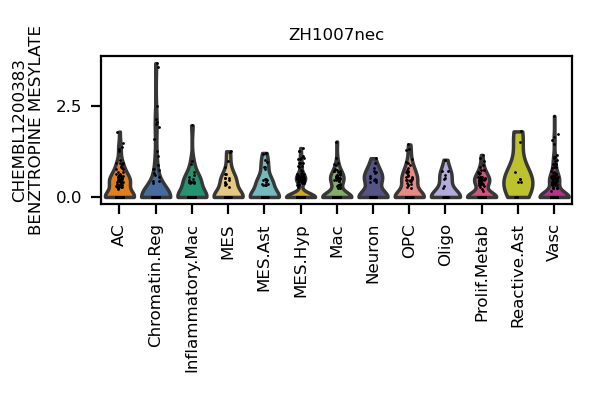 ZH1007nec
CHEMBL1200383
BENZTROPINE MESYLATE
2.5
0.0
AC
Chromatin.Reg
Inflammatory.Mac
MES
MES.Ast
MES.Hyp
Mac
Neuron
OPC
Oligo
Prolif.Metab
Reactive.Ast
Vasc